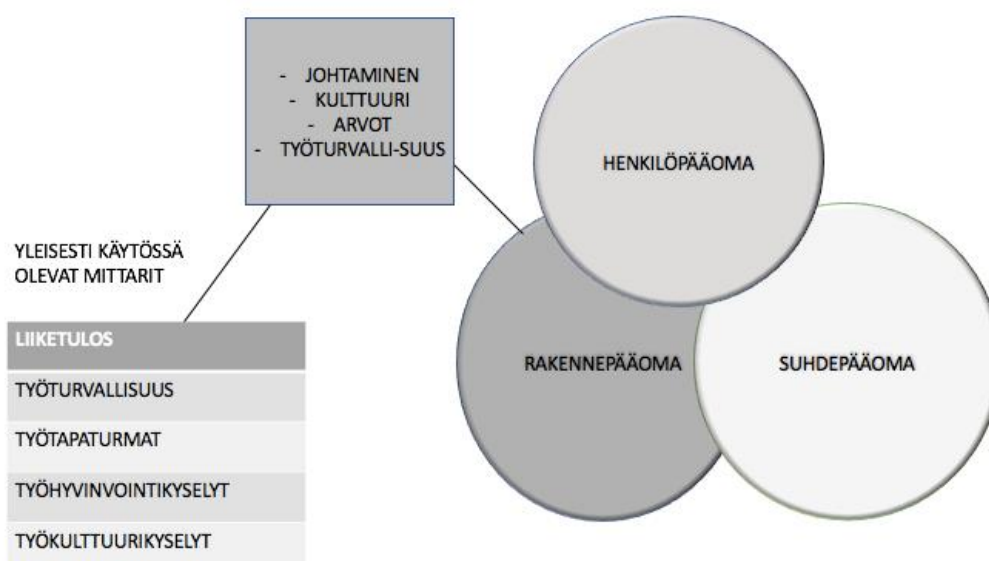 - JOHTAMINEN
- KULTTUURI
- ARVOT
- TYÖTURVALLI-SUUS
HENKILÖPÄÄOMA
YLEISESTI KÄYTÖSSÄ
OLEVAT MITTARIT
LIIKETULOS
TYÖTURVALLISUUS
TYÖTAPATURMAT
TYÖHYVINVOINTIKYSELYT
TYÖKULTTUURIKYSELYT
RAKENNEPÄÄOMA
SUHDEPÄÄOMA